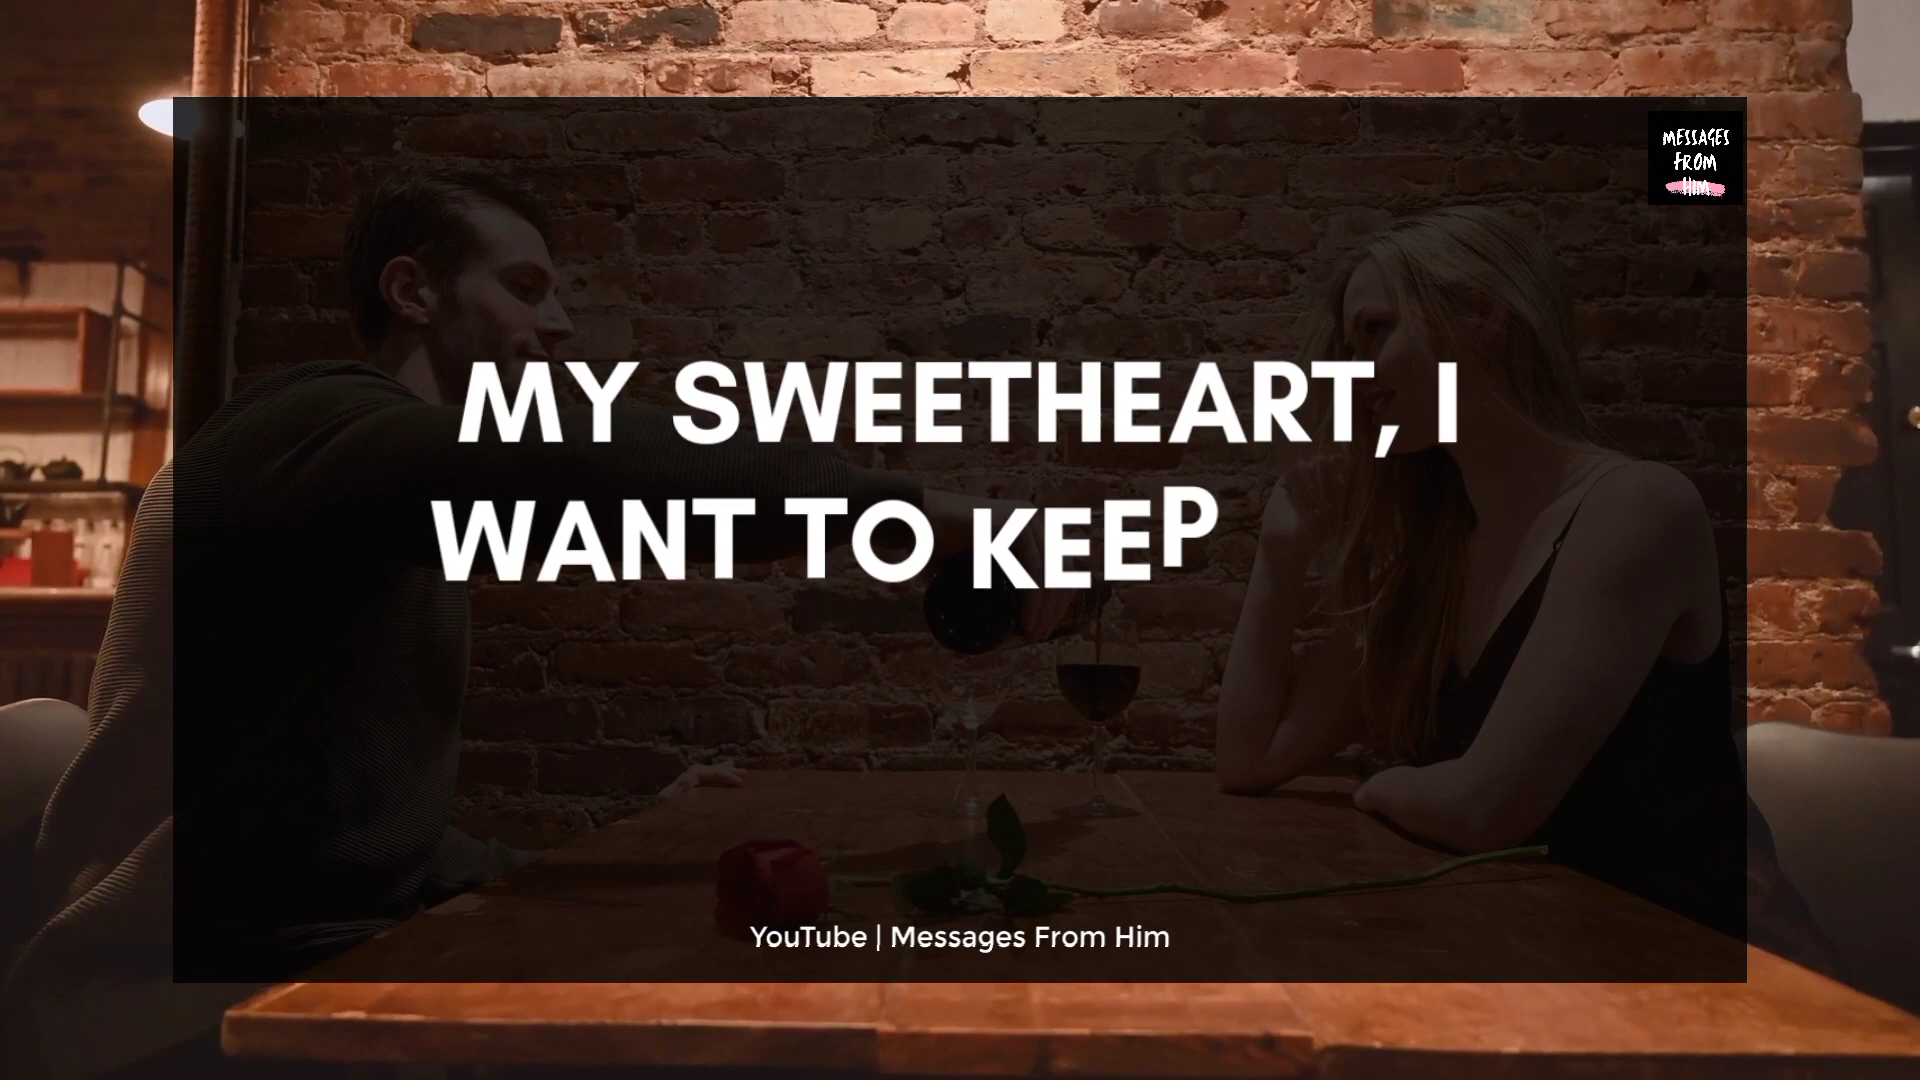 MESSAGES
FROM
HIM
MY SWEETHEART, I
WANT TO KEEP
YouTube | Messages From Him